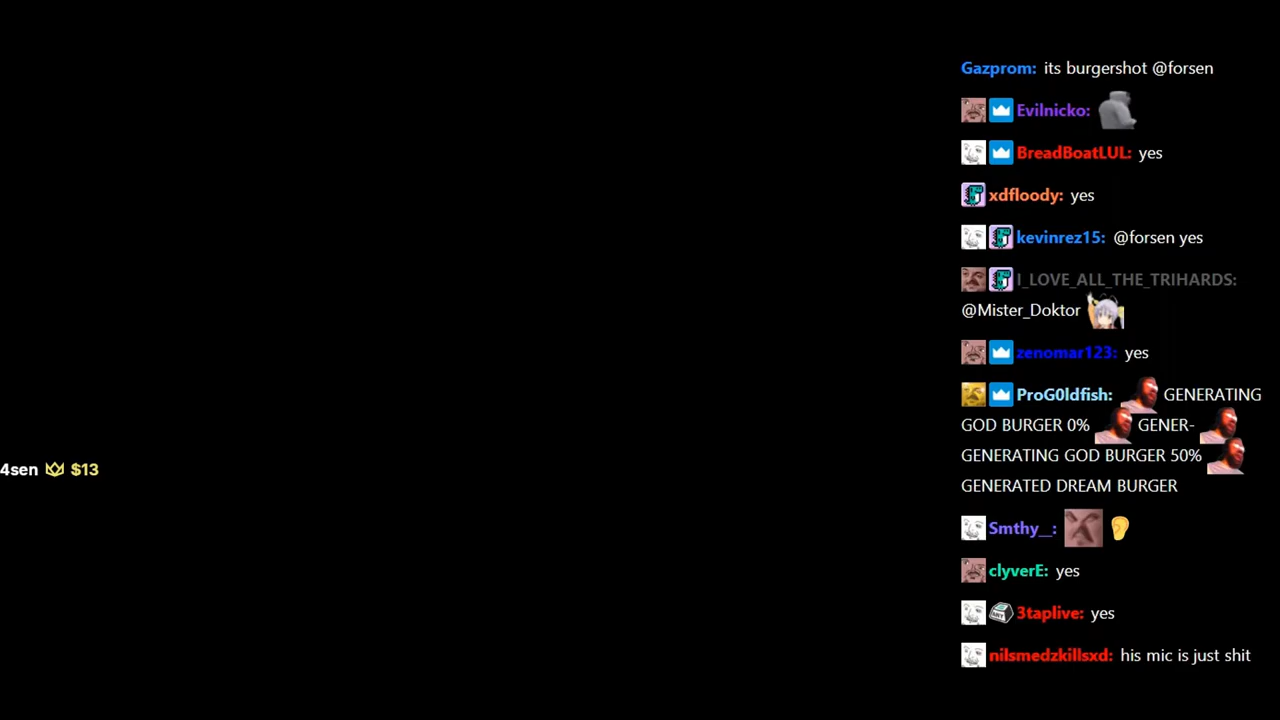 Gazprom: its burgershot @forsen
Evilnicko:
BreadBoatLUL: yes
xdfloody: yes
kevinrez15: @forsen yes
I_LOVE_ALL_THE_TRIHARDS:
@Mister_Doktor
zenomar123: yes
ProG0ldfish: GENERATING
GOD BURGER 0% GENER-
GENERATING GOD BURGER 50%
GENERATED DREAM BURGER
4sen $13
Smthy__:
clyverE: yes
3taplive: yes
nilsmedzkillsxd: his mic is just shit